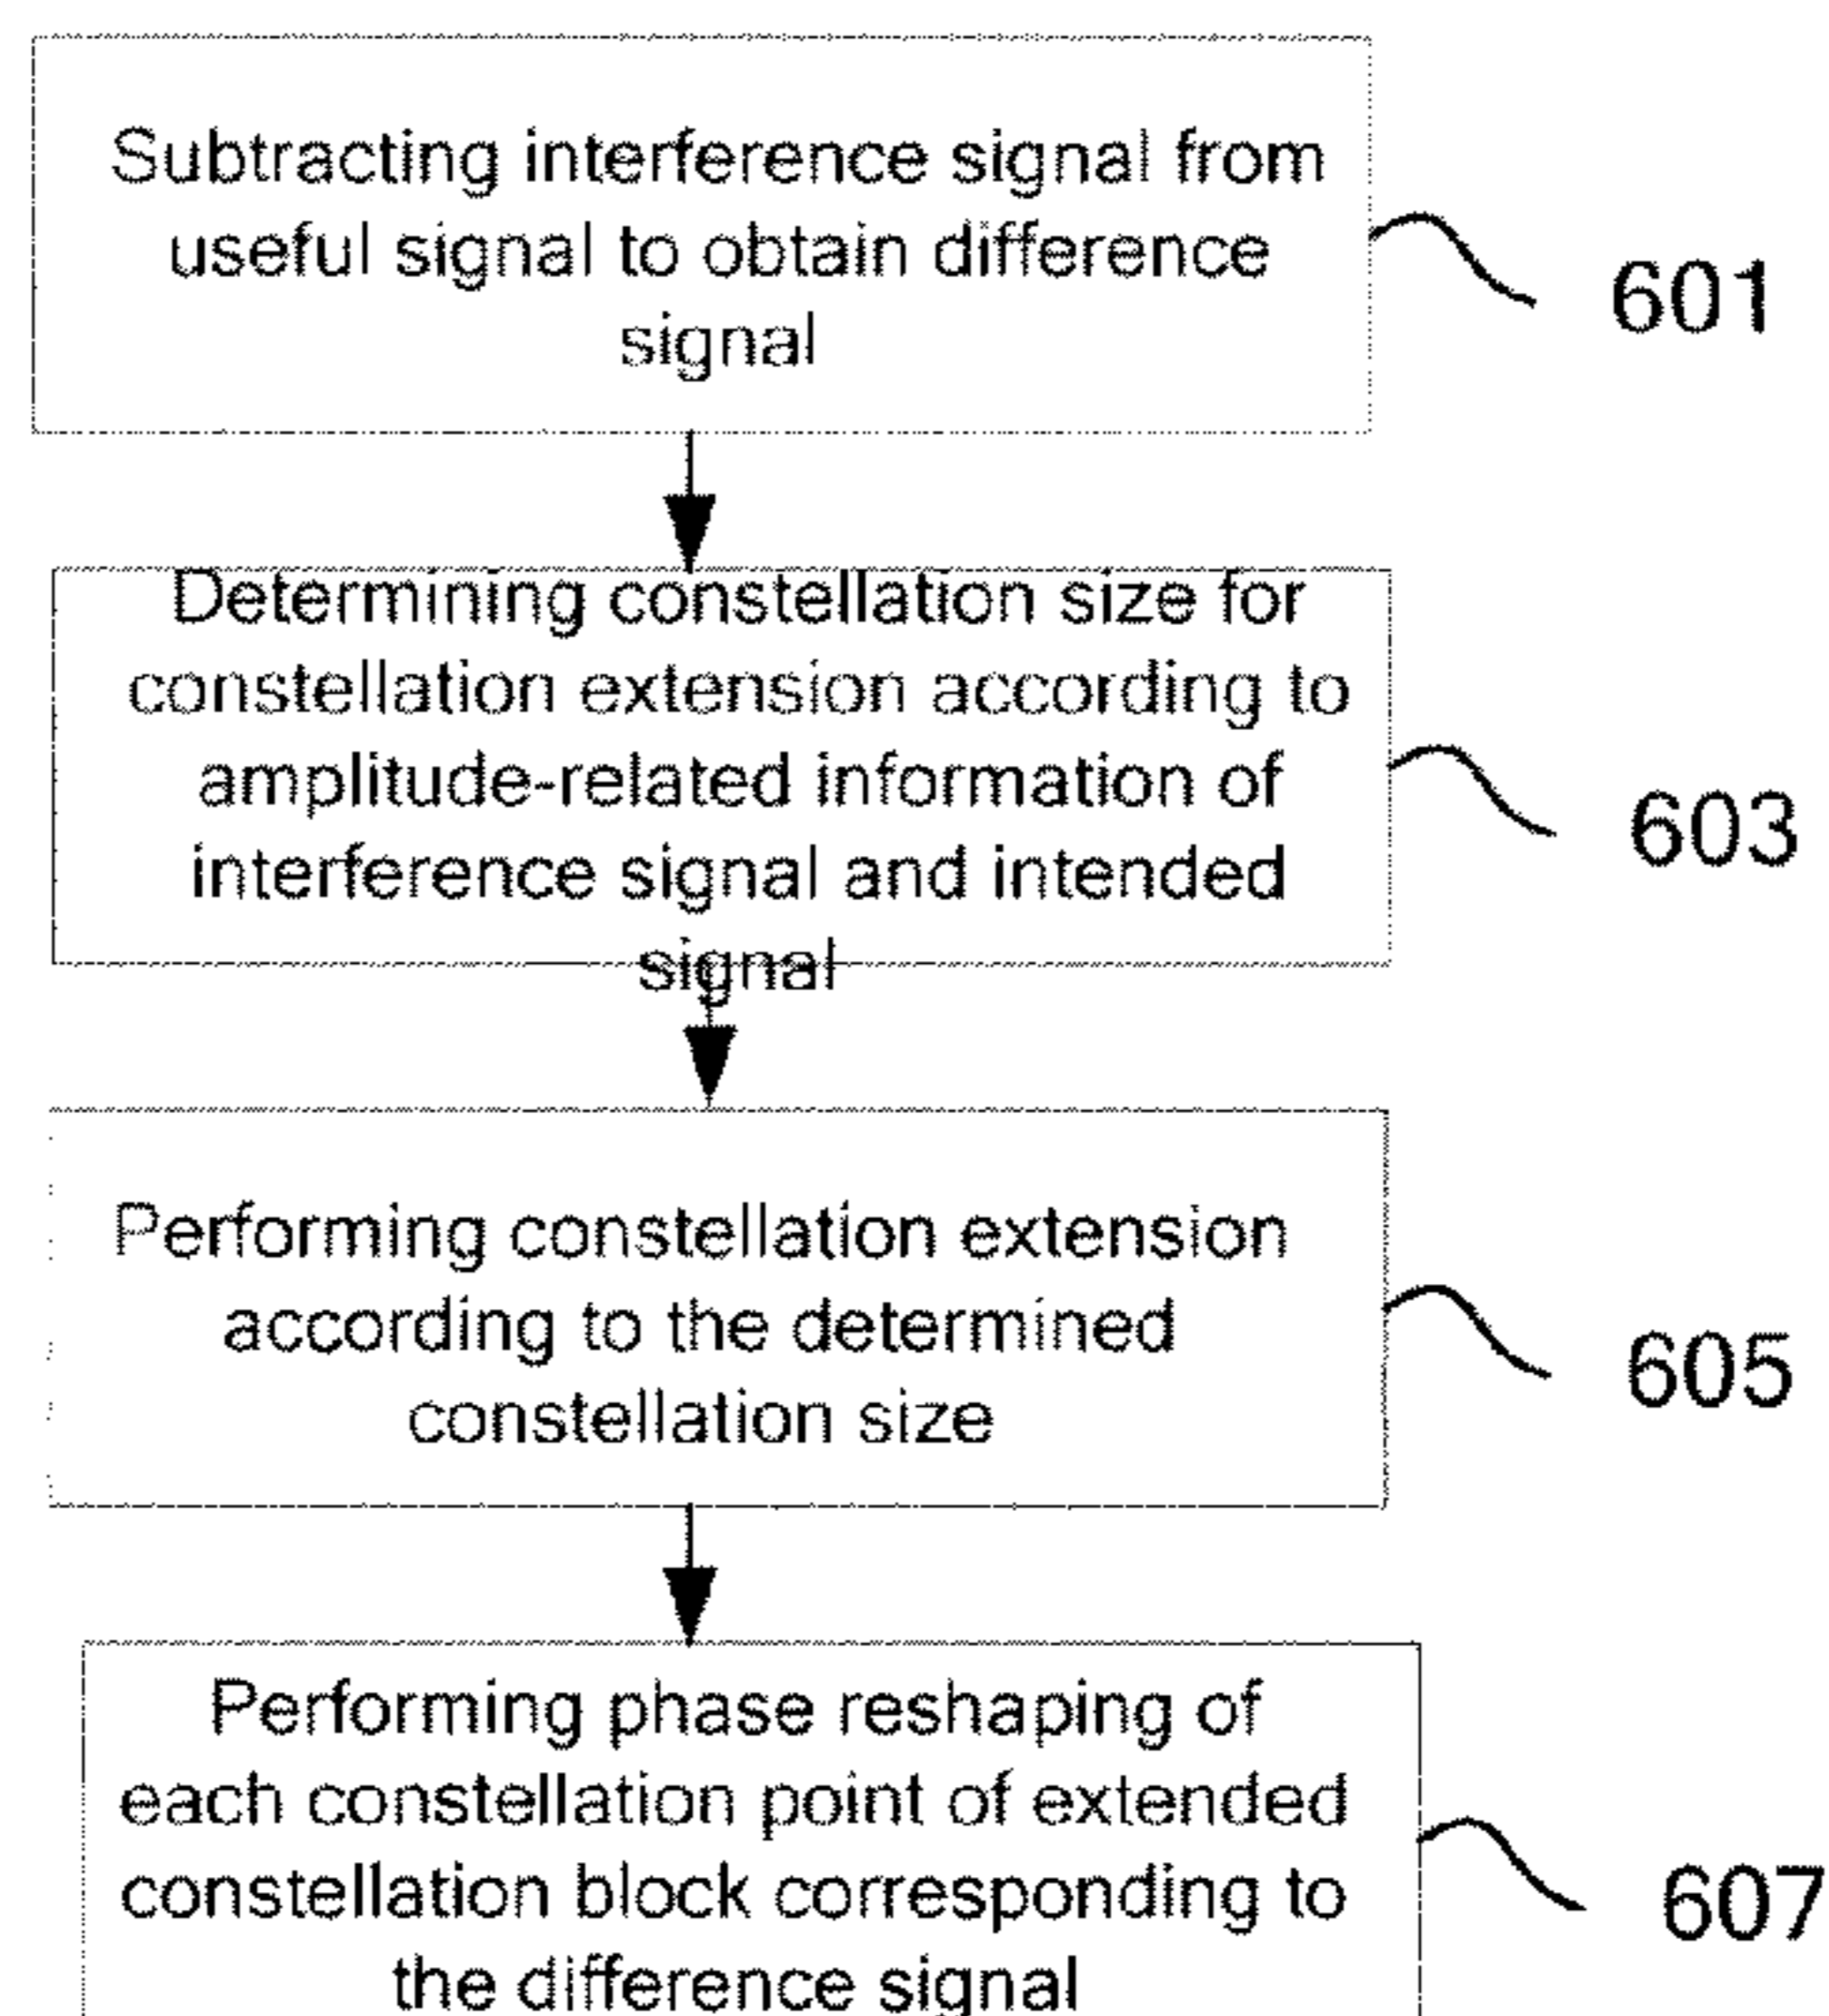 Subtracting interference signal from
useful signal to obtain difference
signal
601
Determining constellation size for
constellation extension according to
amplitude-related information of
interference signal and intended
signal
603
Performing constellation extension
according to the determined
constellation size
605
Performing phase reshaping of
each constellation point of extended
constellation block corresponding to
the difference signal
607